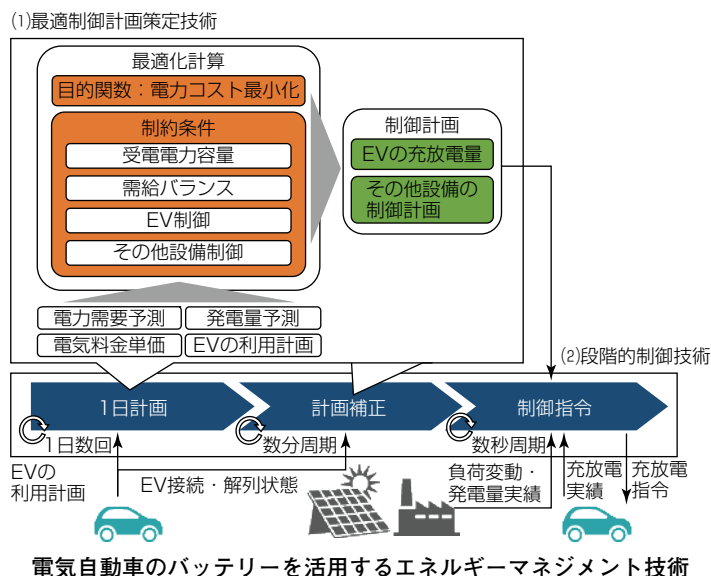 (1)最適制御計画策定技術
最適化計算
目的関数：電力コスト最小化
制約条件
受電電力容量
需給バランス
EV制御
その他設備制御
制御計画
EVの充放電量
その他設備の
制御計画
電力需要予測
発電量予測
電気料金単価
EVの利用計画
(2)段階的制御技術
1日計画
計画補正
制御指令
1日数回
数分周期
数秒周期
EVの
利用計画
EV接続・解列状態
負荷変動・
発電量実績
充放電
実績
充放電
指令
電気自動車のバッテリーを活用するエネルギーマネジメント技術